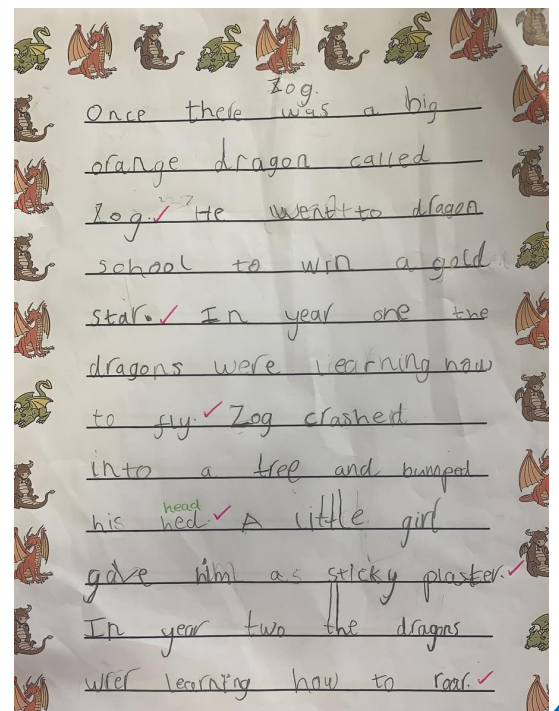 Zog.
Once there was a big
orange dragon called
Zog. He went to dragon
school to win a gold
star. In year one the
dragons were learning how
to fly. Zog crashed
into a tree and bumped
head
his hed. A little girl
gave him as sticky plaster.
In year two the dragons
wrer learning how to roar.